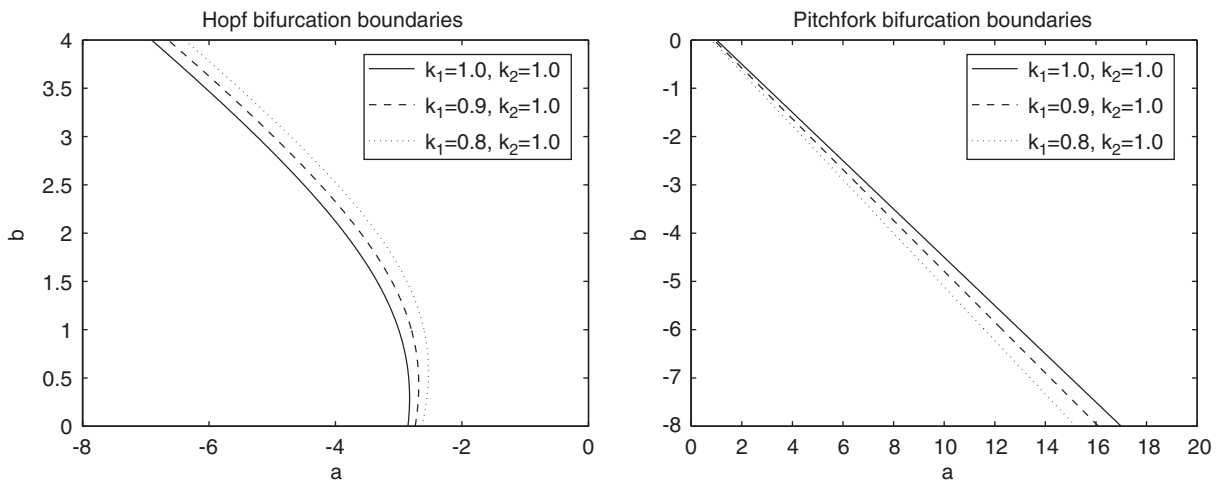 Hopf bifurcation boundaries
4
3.5
3
2.5
2
1.5
1
0.5
0
b
-8
-6
-4
-2
0
a
k₁=1.0, k₂=1.0
k₁=0.9, k₂=1.0
k₁=0.8, k₂=1.0
Pitchfork bifurcation boundaries
0
-1
-2
-3
-4
-5
-6
-7
-8
b
0
2
4
6
8
10
12
14
16
18
20
a
k₁=1.0, k₂=1.0
k₁=0.9, k₂=1.0
k₁=0.8, k₂=1.0